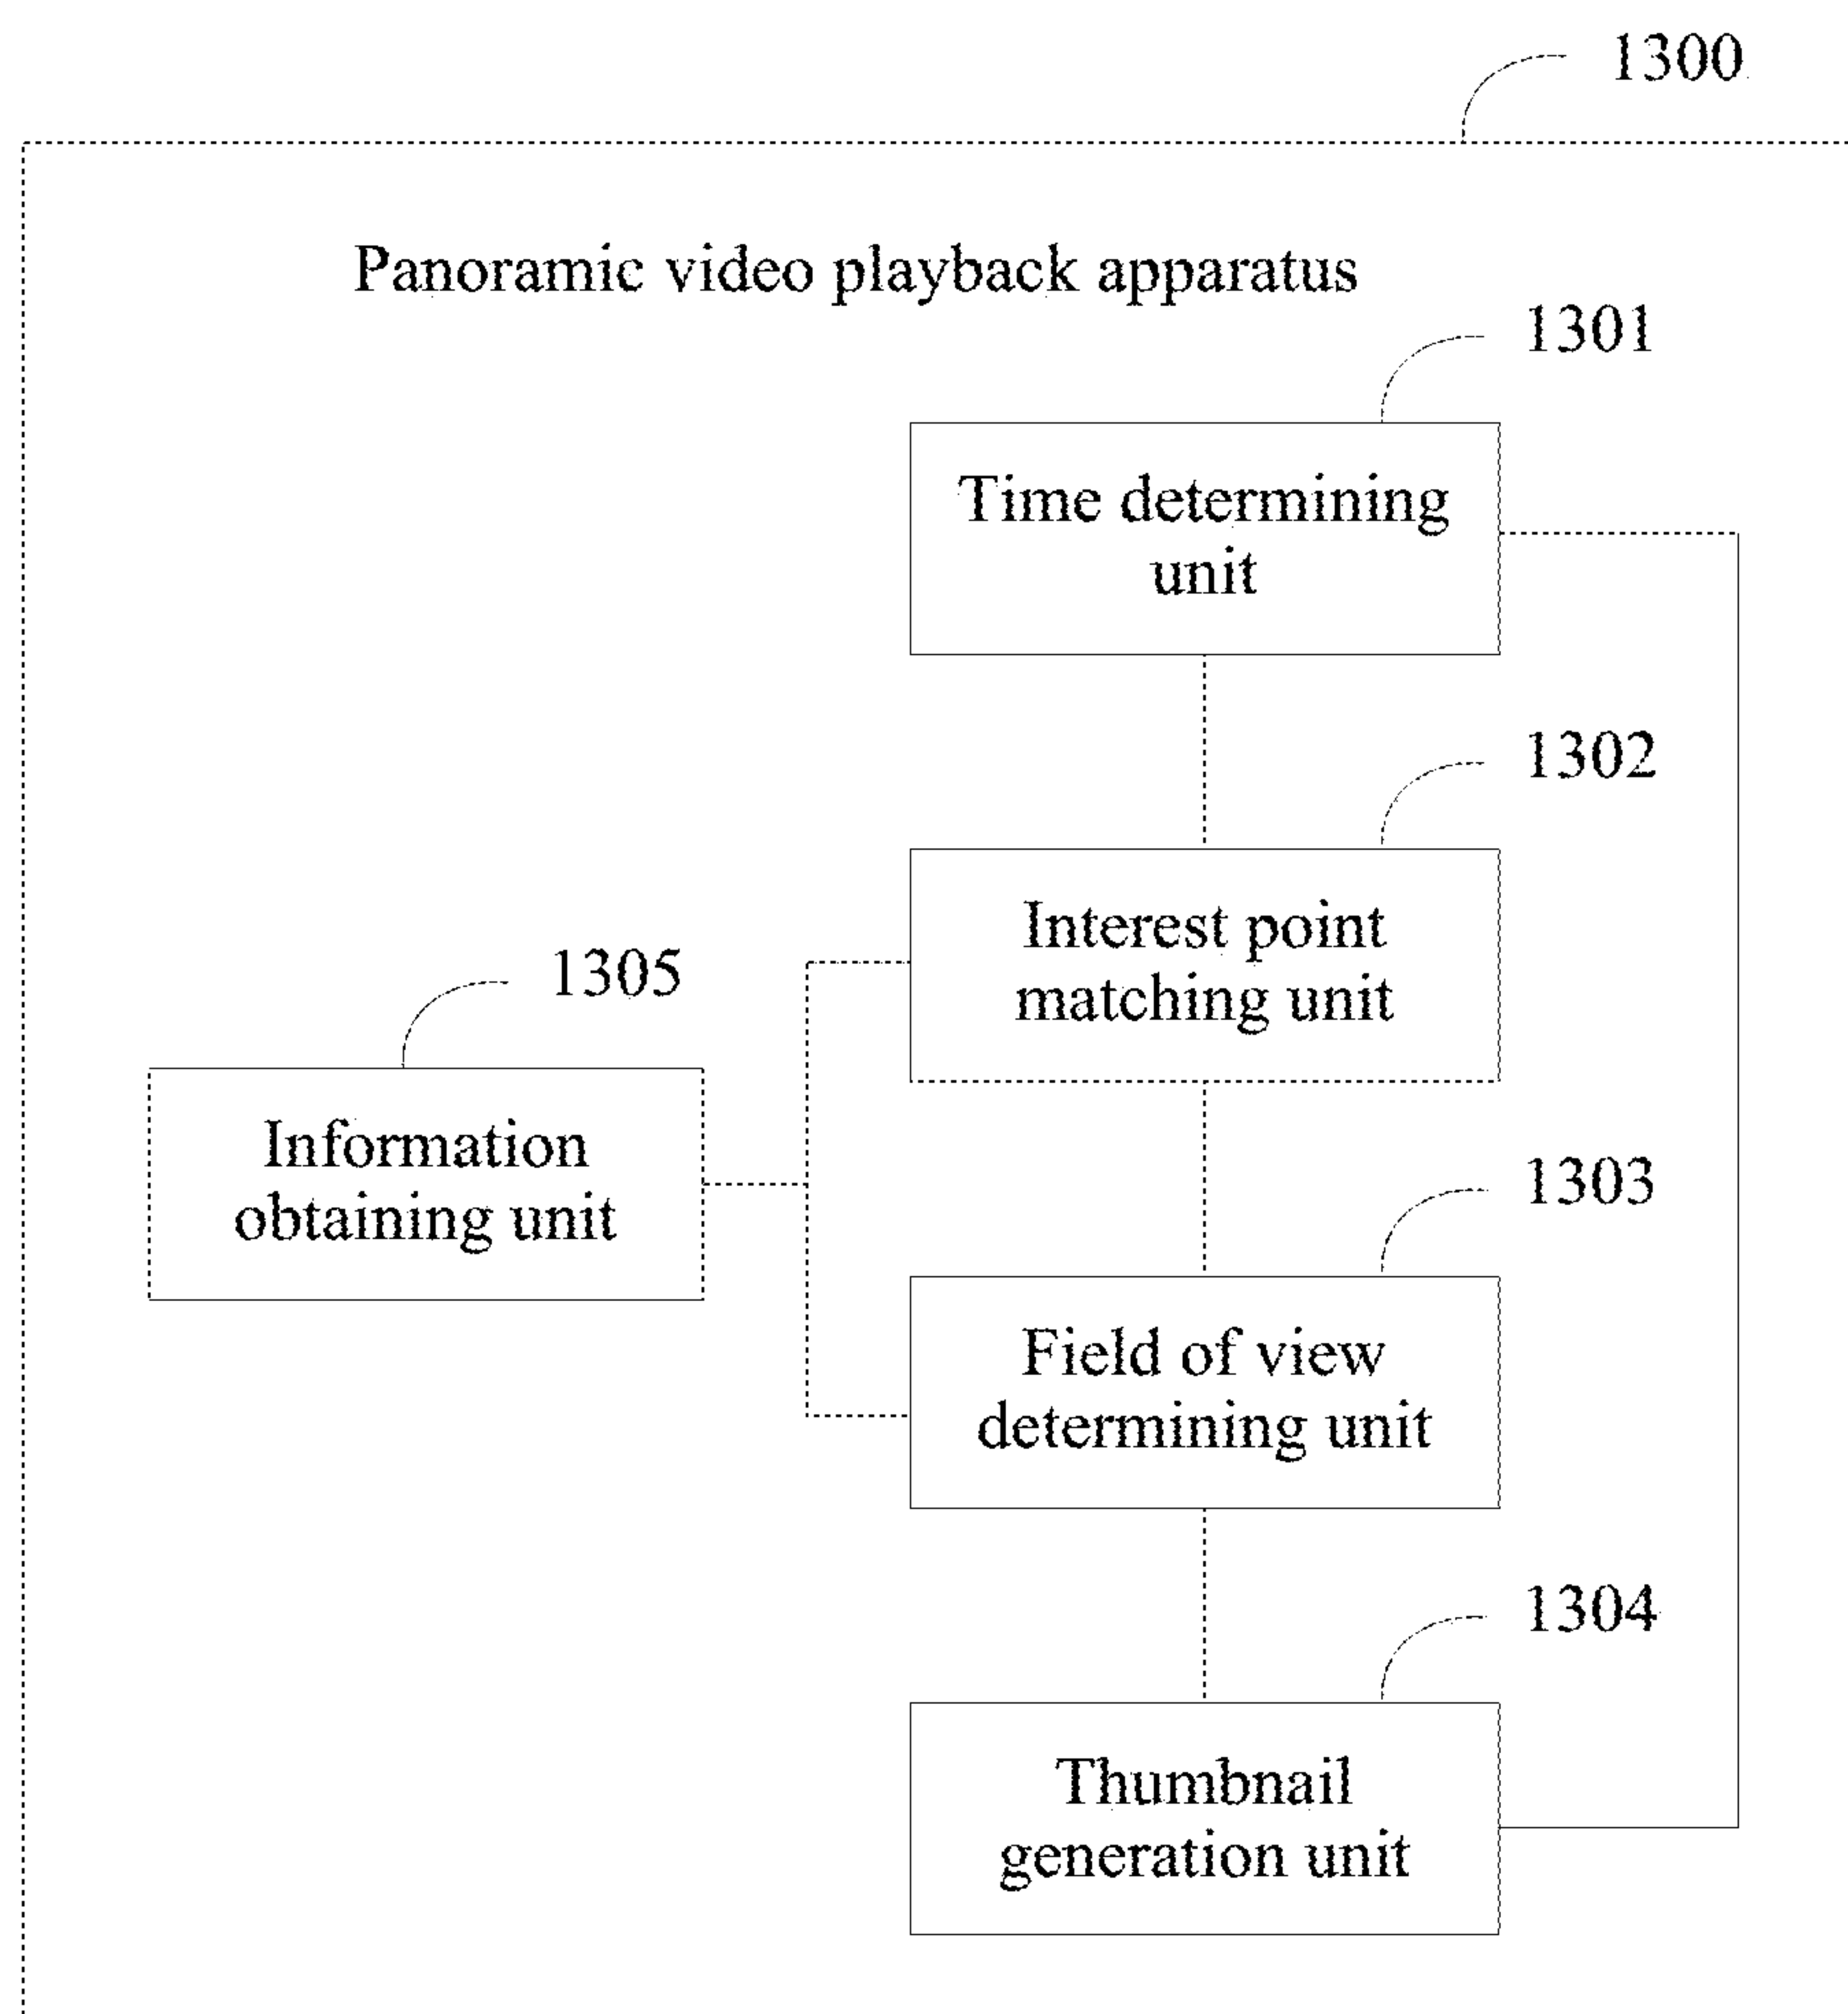 1300
Panoramic video playback apparatus
1301
Time determining
unit
1302
Interest point
matching unit
1305
Information
obtaining unit
1303
Field of view
determining unit
1304
Thumbnail
generation unit